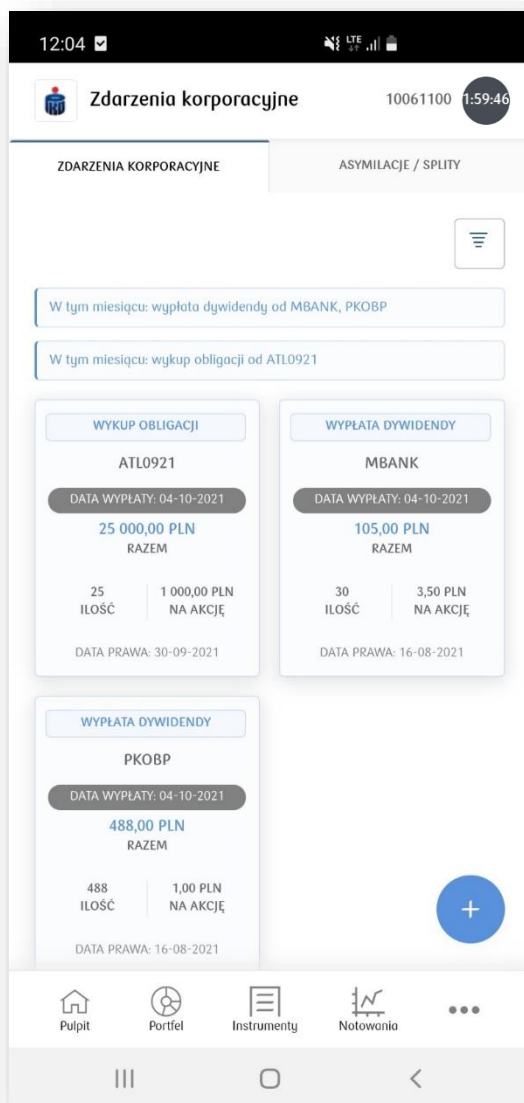 12:04
LTE
Zdarzenia korporacyjne
10061100
1:59:46
ZDARZENIA KORPORACYJNE
ASYMILACJE / SPLITY
W tym miesiącu: wypłata dywidendy od MBANK, PKOBP
W tym miesiącu: wykup obligacji od ATL0921
WYKUP OBLIGACJI
ATL0921
DATA WYPŁATY: 04-10-2021
25 000,00 PLN
RAZEM
25
ILOŚĆ
1 000,00 PLN
NA AKCJĘ
DATA PRAWA: 30-09-2021
WYPŁATA DYWIDENDY
MBANK
DATA WYPŁATY: 04-10-2021
105,00 PLN
RAZEM
30
ILOŚĆ
3,50 PLN
NA AKCJĘ
DATA PRAWA: 16-08-2021
WYPŁATA DYWIDENDY
PKOBP
DATA WYPŁATY: 04-10-2021
488,00 PLN
RAZEM
488
ILOŚĆ
1,00 PLN
NA AKCJĘ
DATA PRAWA: 16-08-2021
+
Pulpit
Portfel
Instrumenty
Notowania